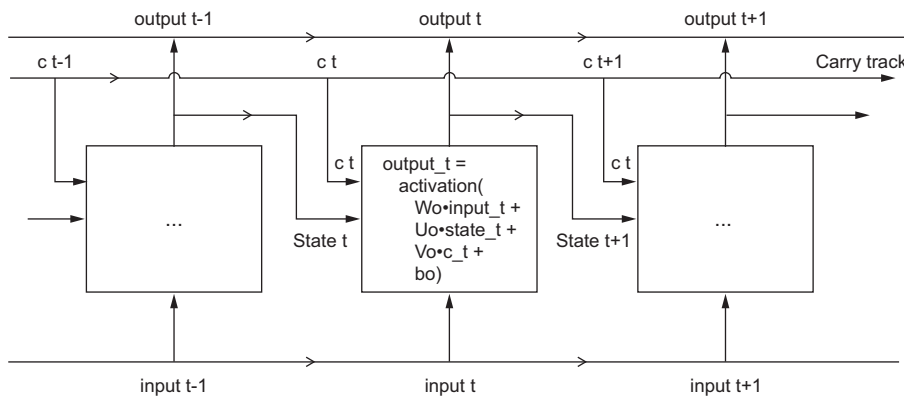 output t-1 output t output t+1
c t-1 c t c t+1 Carry track
c t c t
...
output_t =
activation(
Wo•input_t +
Uo•state_t +
Vo•c_t +
bo)
...
State t State t+1
input t-1 input t input t+1